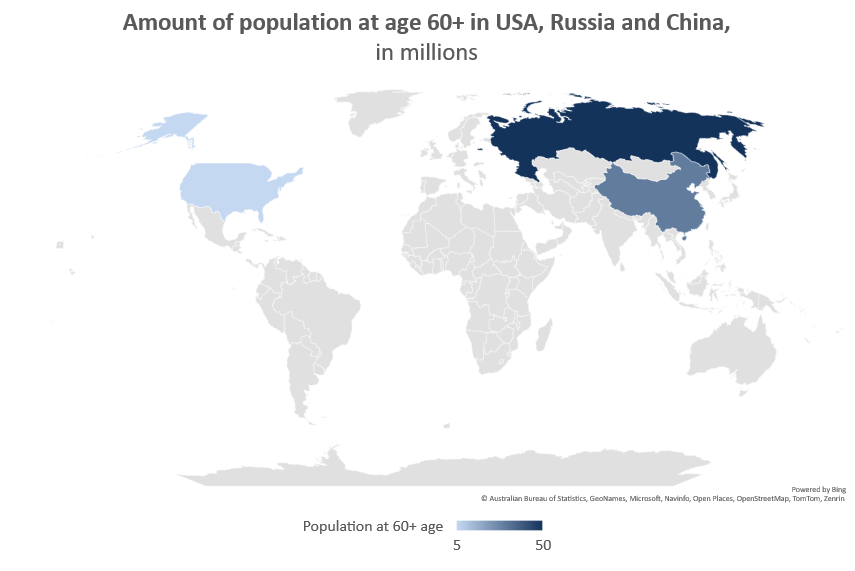 Amount of population at age 60+ in USA, Russia and China,
in millions
Powered by Bing
© Australian Bureau of Statistics, GeoNames, Microsoft, Navinfo, Open Places, OpenStreetMap, TomTom, Zenrin
Population at 60+ age
5 50